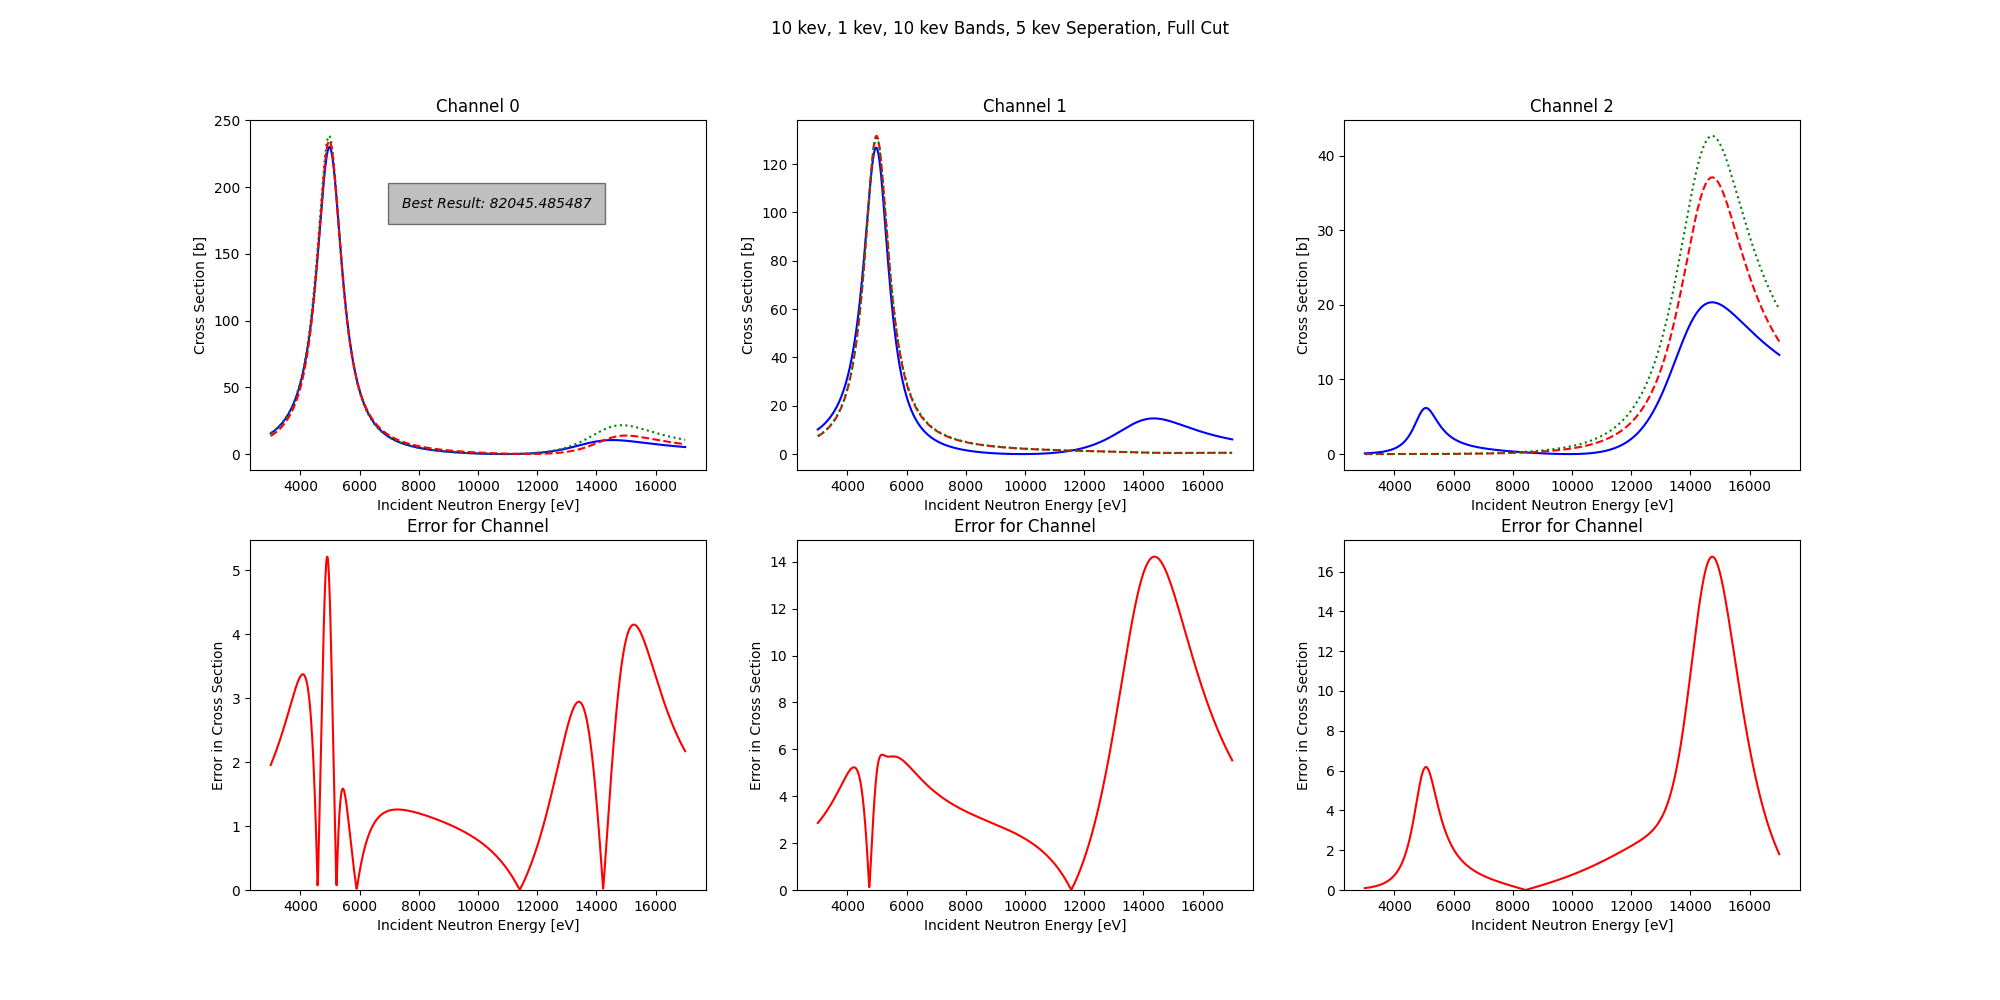 10 kev, 1 kev, 10 kev Bands, 5 kev Seperation, Full Cut
Channel 0
250
200
150
100
50
0
Cross Section [b]
Best Result: 82045.485487
4000 6000 8000 10000 12000 14000 16000
Incident Neutron Energy [eV]
Channel 1
120
100
80
60
40
20
0
Cross Section [b]
4000 6000 8000 10000 12000 14000 16000
Incident Neutron Energy [eV]
Channel 2
40
30
20
10
0
Cross Section [b]
4000 6000 8000 10000 12000 14000 16000
Incident Neutron Energy [eV]
Error for Channel
5
4
3
2
1
0
Error in Cross Section
4000 6000 8000 10000 12000 14000 16000
Incident Neutron Energy [eV]
Error for Channel
14
12
10
8
6
4
2
0
Error in Cross Section
4000 6000 8000 10000 12000 14000 16000
Incident Neutron Energy [eV]
Error for Channel
16
14
12
10
8
6
4
2
0
Error in Cross Section
4000 6000 8000 10000 12000 14000 16000
Incident Neutron Energy [eV]